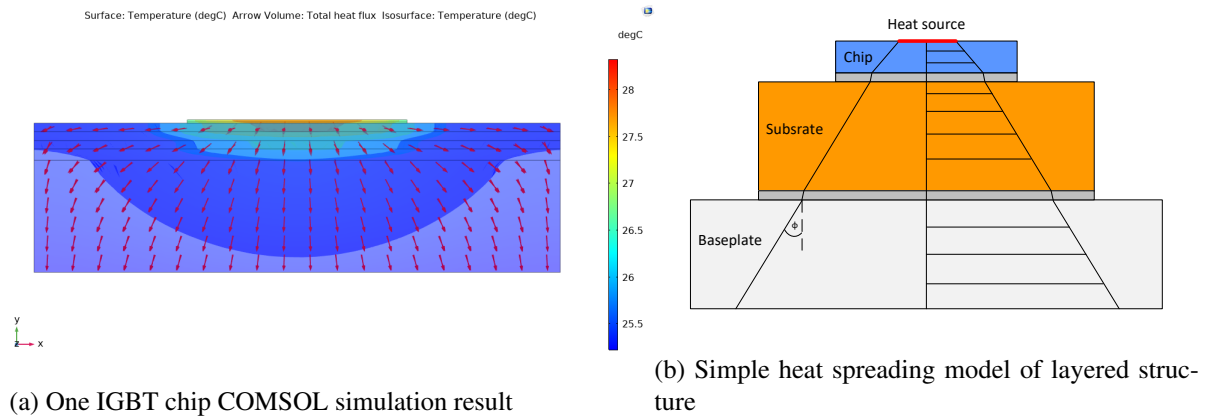 Surface: Temperature (degC) Arrow Volume: Total heat flux Isosurface: Temperature (degC)
degC
28
27.5
27
26.5
26
25.5
y
z
x
(a) One IGBT chip COMSOL simulation result
Heat source
Chip
Subsrate
Baseplate
ϕ
(b) Simple heat spreading model of layered struc-
ture